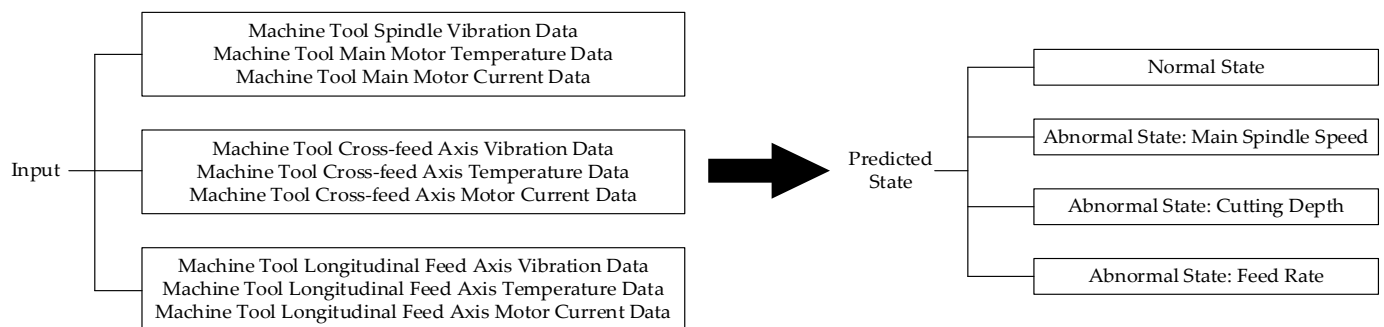 Input
Machine Tool Spindle Vibration Data
Machine Tool Main Motor Temperature Data
Machine Tool Main Motor Current Data
Machine Tool Cross-feed Axis Vibration Data
Machine Tool Cross-feed Axis Temperature Data
Machine Tool Cross-feed Axis Motor Current Data
Machine Tool Longitudinal Feed Axis Vibration Data
Machine Tool Longitudinal Feed Axis Temperature Data
Machine Tool Longitudinal Feed Axis Motor Current Data
Predicted
State
Normal State
Abnormal State: Main Spindle Speed
Abnormal State: Cutting Depth
Abnormal State: Feed Rate